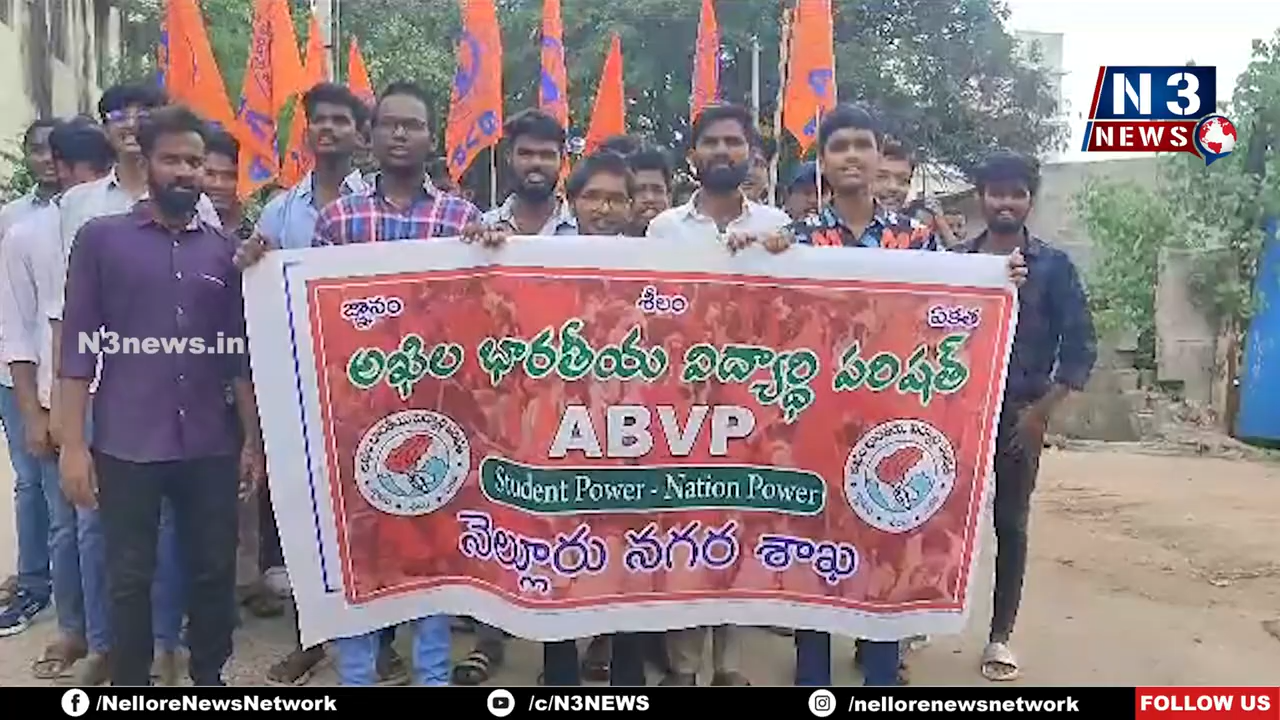 N3
NEWS
జ్ఞానం శీలం ఏకత
అఖిల భారతీయ విద్యార్థి పరిషత్
ABVP
Student Power - Nation Power
నెల్లూరు నగర శాఖ
N3news.in
/NelloreNewsNetwork /c/N3NEWS /nellorenewsnetwork FOLLOW US